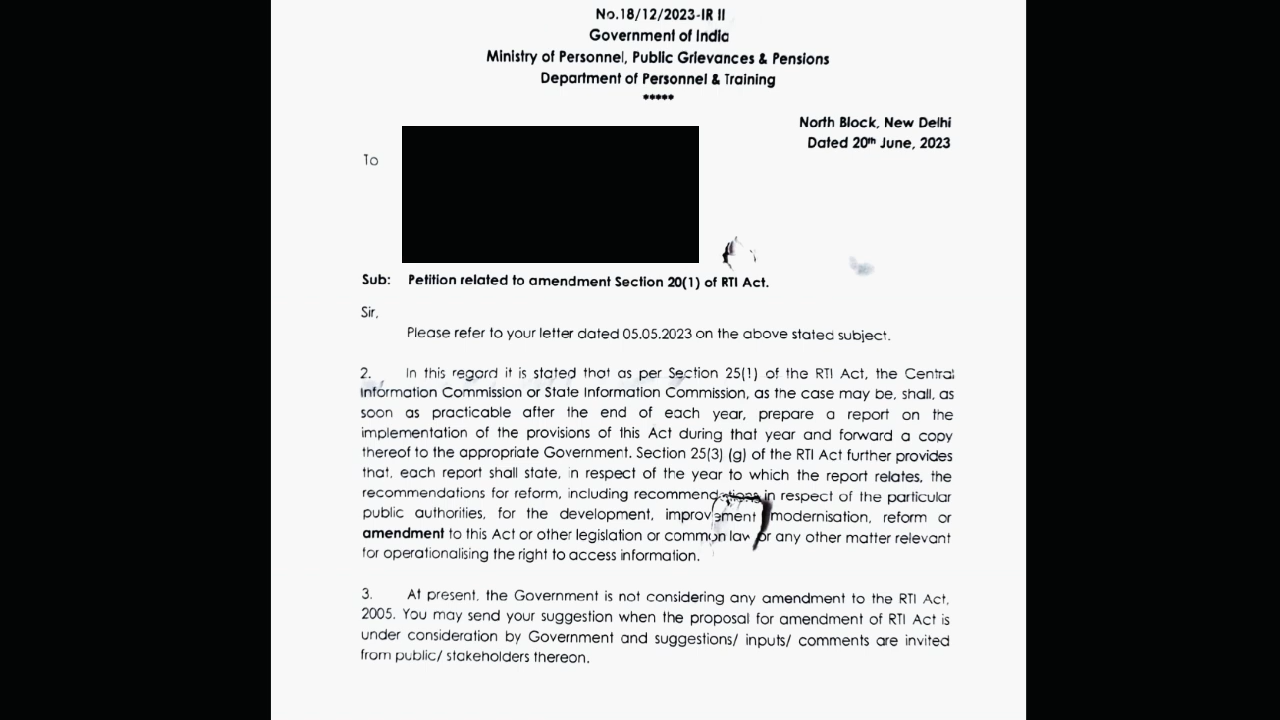 No.18/12/2023-IR II
Government of India
Ministry of Personnel, Public Grievances & Pensions
Department of Personnel & Training
*****
North Block, New Delhi
Dated 20th June, 2023
To
Sub: Petition related to amendment Section 20(1) of RTI Act.
Sir,
Please refer to your letter dated 05.05.2023 on the above stated subject.
2. In this regard it is stated that as per Section 25(1) of the RTI Act, the Central
Information Commission or State Information Commission, as the case may be, shall, as
soon as practicable after the end of each year, prepare a report on the
implementation of the provisions of this Act during that year and forward a copy
thereof to the appropriate Government. Section 25(3) (g) of the RTI Act further provides
that, each report shall state, in respect of the year to which the report relates, the
recommendations for reform, including recommendations in respect of the particular
public authorities, for the development, improvement modernisation, reform or
amendment to this Act or other legislation or common law or any other matter relevant
for operationalising the right to access information.
3. At present, the Government is not considering any amendment to the RTI Act,
2005. You may send your suggestion when the proposal for amendment of RTI Act is
under consideration by Government and suggestions/ inputs/ comments are invited
from public/ stakeholders thereon.